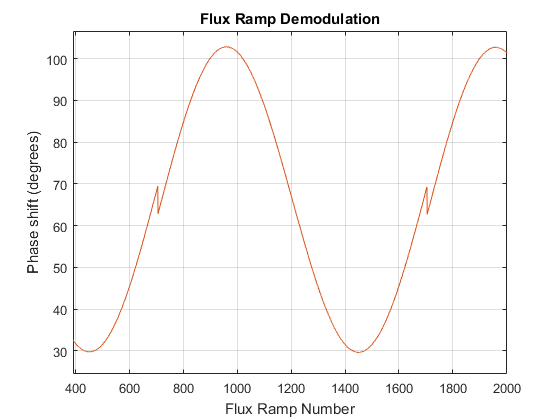 Flux Ramp Demodulation
100
90
80
70
60
50
40
30
Phase shift (degrees)
400 600 800 1000 1200 1400 1600 1800 2000
Flux Ramp Number